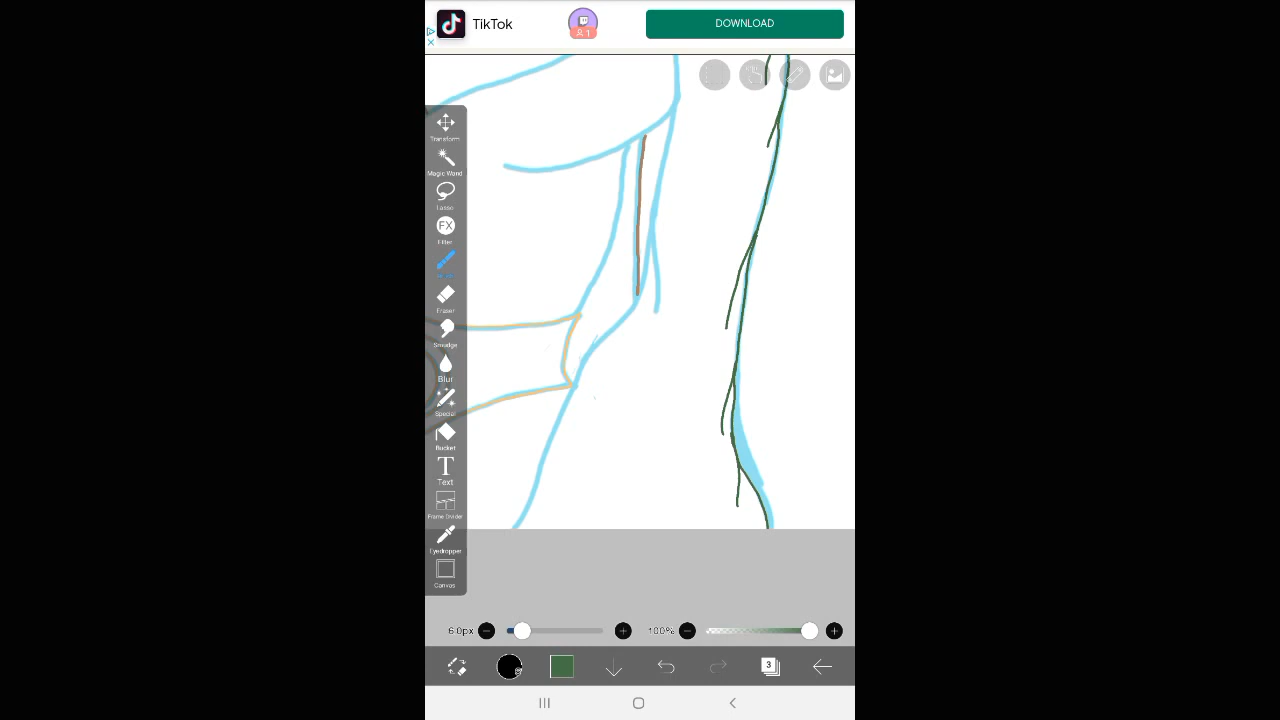 TikTok
1
DOWNLOAD
Transform
Magic Wand
Lasso
FX
Filter
Eraser
Smudge
Blur
Special
Bucket
T
Text
Frame Divider
Eyedropper
Canvas
6.0px
100%
3